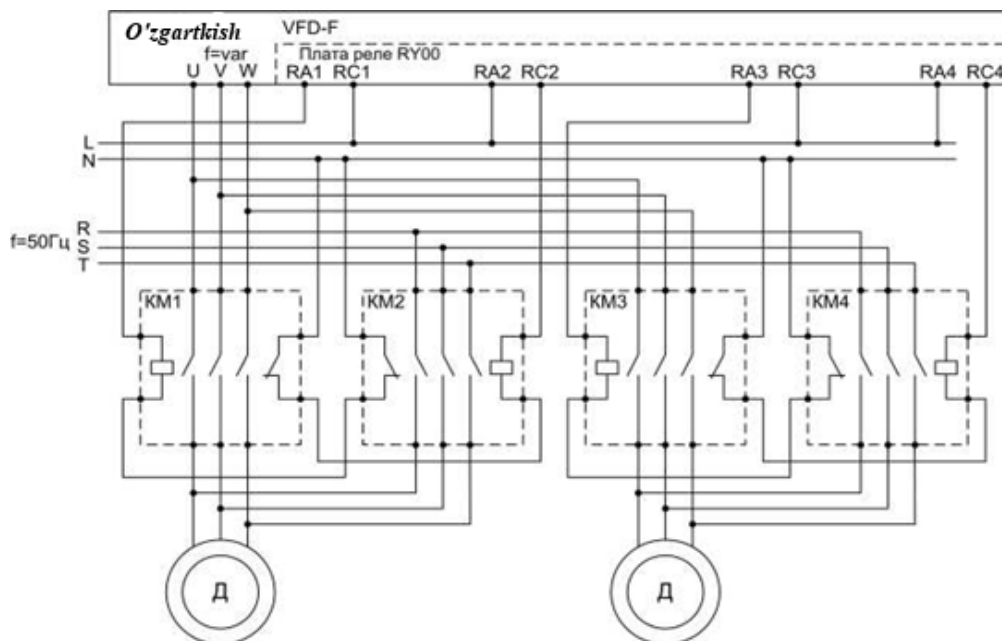 O'zgartkish VFD-F
f=var Плата реле RY00
U V W RA1 RC1 RA2 RC2 RA3 RC3 RA4 RC4
L
N
R
f=50Гц S
T
KM1 KM2 KM3 KM4
Д Д